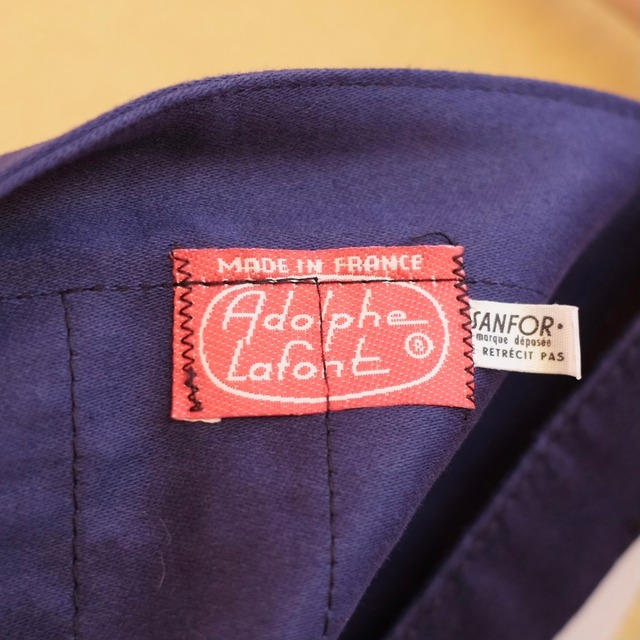 MADE IN FRANCE
Adolphe
Lafont ®
SANFOR·
marque déposée
RETRÉCIT PAS